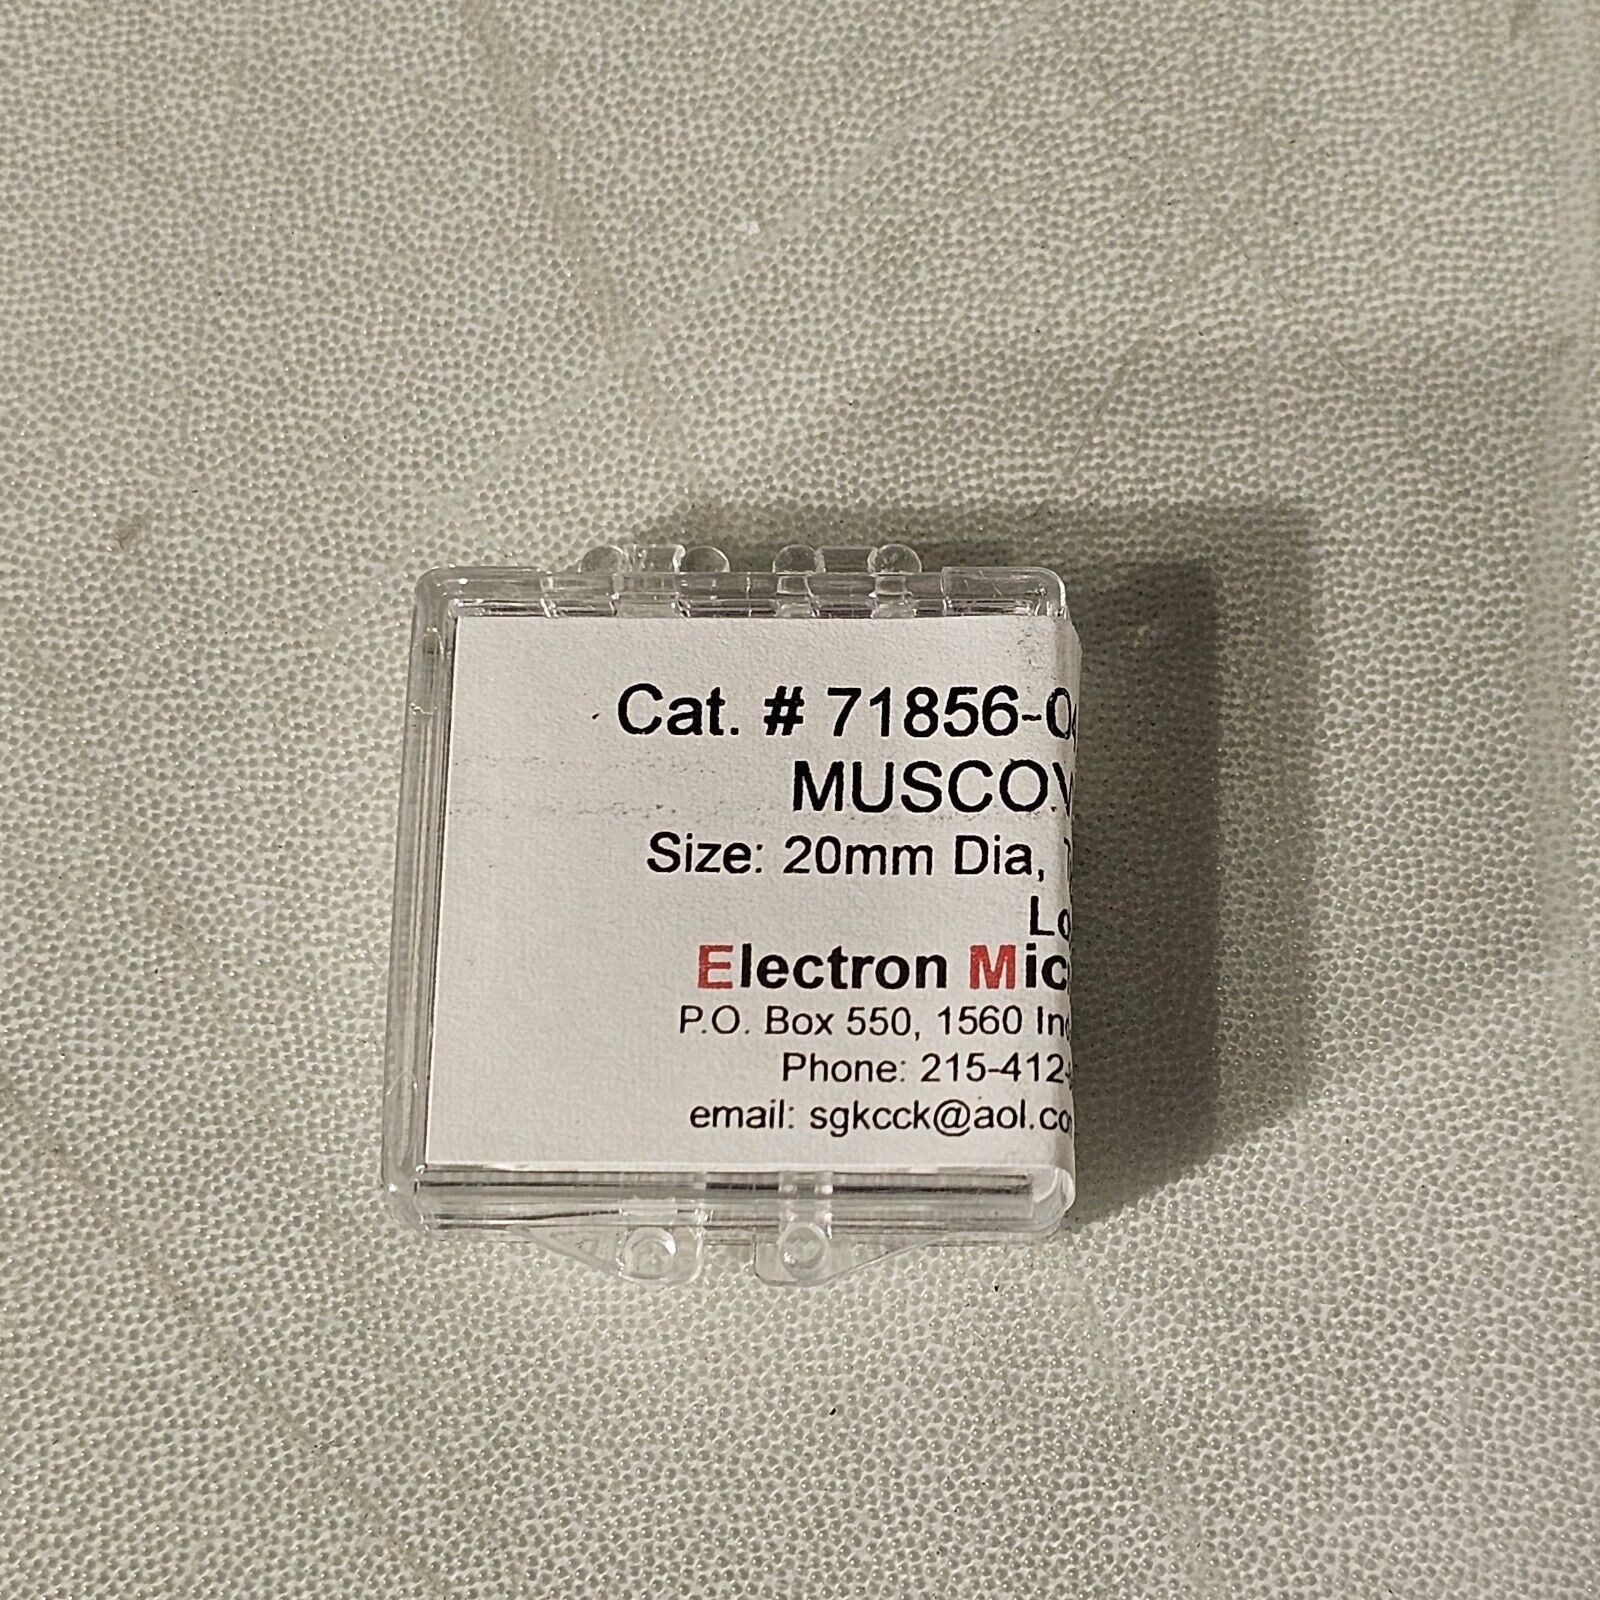 Cat. # 71856-0
MUSCOV
Size: 20mm Dia,
Lo
Electron Mic
P.O. Box 550, 1560 In
Phone: 215-412-
email: sgkcck@aol.co